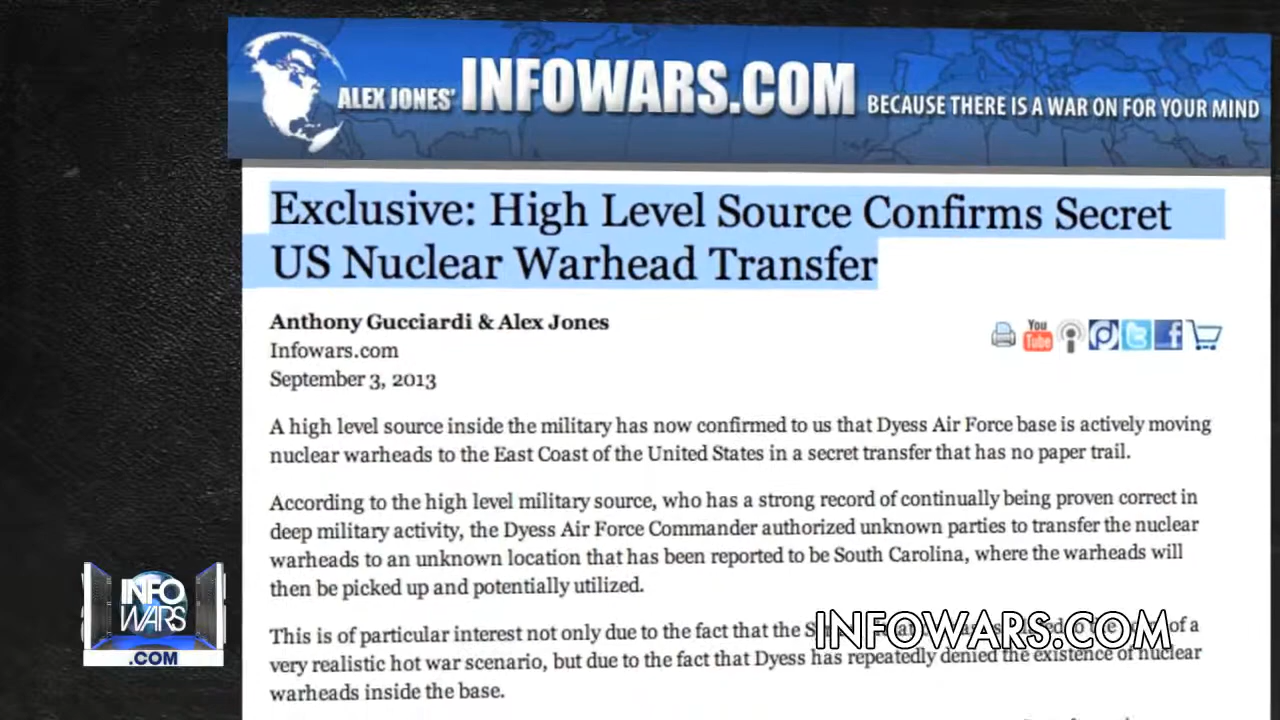 ALEX JONES' INFOWARS.COM BECAUSE THERE IS A WAR ON FOR YOUR MIND
Exclusive: High Level Source Confirms Secret
US Nuclear Warhead Transfer
Anthony Gucciardi & Alex Jones
Infowars.com
September 3, 2013
You
Tube
A high level source inside the military has now confirmed to us that Dyess Air Force base is actively moving
nuclear warheads to the East Coast of the United States in a secret transfer that has no paper trail.
According to the high level military source, who has a strong record of continually being proven correct in
deep military activity, the Dyess Air Force Commander authorized unknown parties to transfer the nuclear
warheads to an unknown location that has been reported to be South Carolina, where the warheads will
then be picked up and potentially utilized.
This is of particular interest not only due to the fact that the of a
very realistic hot war scenario, but due to the fact that Dyess has repeatedly denied the existence of nuclear
warheads inside the base.
INFO
WARS
.COM
INFOWARS.COM